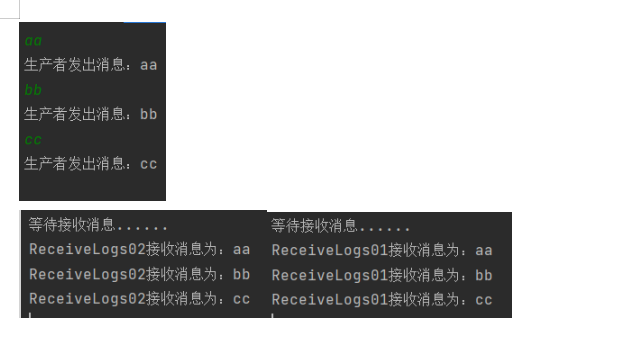 aa
生产者发出消息：aa
bb
生产者发出消息：bb
cc
生产者发出消息：cc
等待接收消息......
ReceiveLogs02接收消息为：aa
ReceiveLogs02接收消息为：bb
ReceiveLogs02接收消息为：cc
等待接收消息......
ReceiveLogs01接收消息为：aa
ReceiveLogs01接收消息为：bb
ReceiveLogs01接收消息为：cc